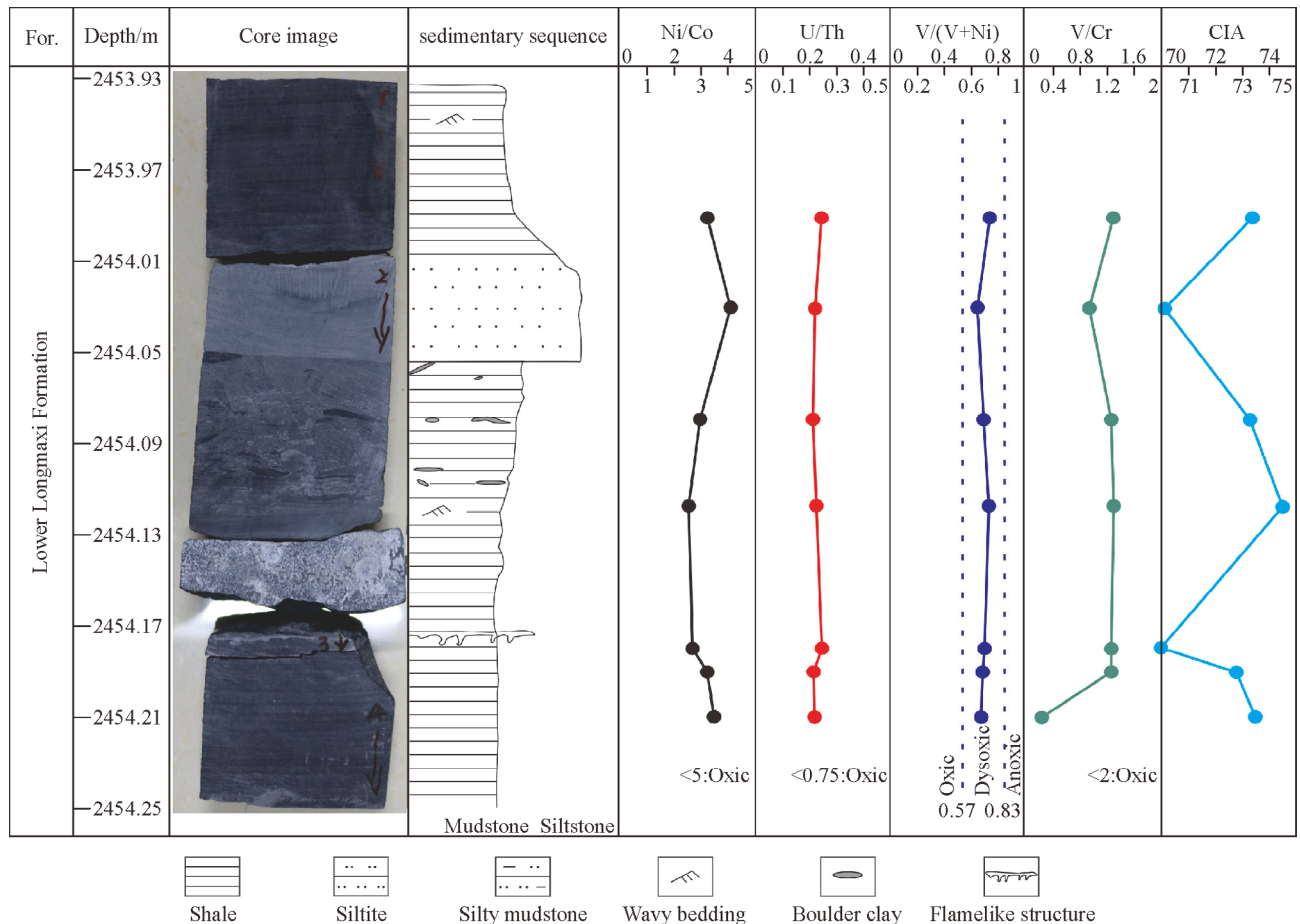 For. Depth/m Core image sedimentary sequence Ni/Co U/Th V/(V+Ni) V/Cr CIA
0 2 4 0 0.2 0.4 0 0.4 0.8 0 0.8 1.6 70 72 74
1 3 5 0.1 0.3 0.5 0.2 0.6 1 0.4 1.2 2 71 73 75
Lower Longmaxi Formation
2453.93
2453.97
2454.01
2454.05
2454.09
2454.13
2454.17
2454.21
2454.25
1
2
3
4
Mudstone Siltstone
<5:Oxic
<0.75:Oxic
Oxic
Dysoxic
Anoxic
0.57 0.83
<2:Oxic
Shale Siltite Silty mudstone Wavy bedding Boulder clay Flamelike structure